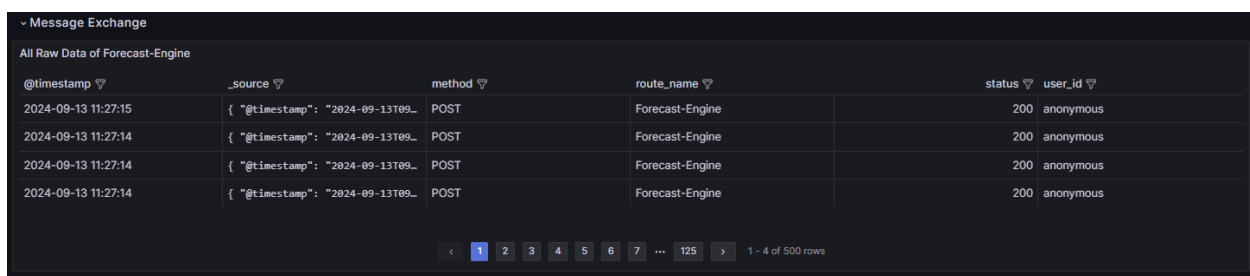 Message Exchange
All Raw Data of Forecast-Engine
@timestamp _source method route_name status user_id
2024-09-13 11:27:15 { "@timestamp": "2024-09-13T09… POST Forecast-Engine 200 anonymous
2024-09-13 11:27:14 { "@timestamp": "2024-09-13T09… POST Forecast-Engine 200 anonymous
2024-09-13 11:27:14 { "@timestamp": "2024-09-13T09… POST Forecast-Engine 200 anonymous
2024-09-13 11:27:14 { "@timestamp": "2024-09-13T09… POST Forecast-Engine 200 anonymous
‹ 1 2 3 4 5 6 7 ••• 125 › 1 - 4 of 500 rows